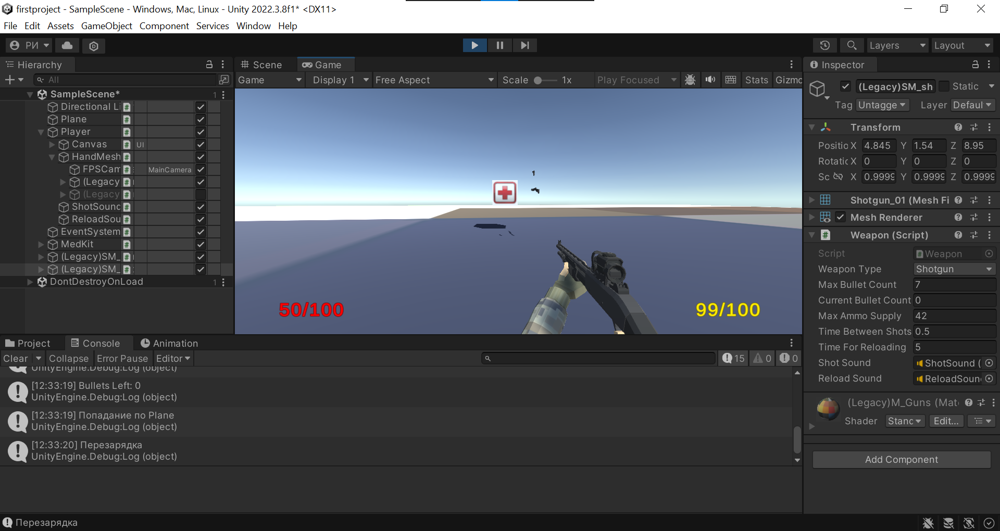 firstproject - SampleScene - Windows, Mac, Linux - Unity 2022.3.8f1* <DX11>
File Edit Assets GameObject Component Services Window Help
РИ Layers Layout
Hierarchy
All
SampleScene* 1
Directional Li
Plane
Player
Canvas UI
HandMesh
FPSCam MainCamera
(Legacy
(Legacy
ShotSound
ReloadSou
EventSystem
MedKit
(Legacy)SM_
(Legacy)SM_
DontDestroyOnLoad 1
Scene Game
Game Display 1 Free Aspect Scale 1x Play Focused Stats Gizmo
50/100 99/100
Project Console Animation
Clear Collapse Error Pause Editor 15 0 0
UnityEngine.Debug:Log (object)
[12:33:19] Bullets Left: 0
UnityEngine.Debug:Log (object)
[12:33:19] Попадание по Plane
UnityEngine.Debug:Log (object)
[12:33:20] Перезарядка
UnityEngine.Debug:Log (object)
Перезарядка
Inspector
(Legacy)SM_sh Static
Tag Untagge Layer Defaul
Transform
Positio X 4.845 Y 1.54 Z 8.95
Rotatic X 0 Y 0 Z 0
Sc X 0.9999 Y 0.9999 Z 0.9999
Shotgun_01 (Mesh Fi
Mesh Renderer
Weapon (Script)
Script Weapon
Weapon Type Shotgun
Max Bullet Count 7
Current Bullet Count 0
Max Ammo Supply 42
Time Between Shots 0.5
Time For Reloading 5
Shot Sound ShotSound (
Reload Sound ReloadSoun
(Legacy)M_Guns (Mat
Shader Stanc Edit...
Add Component